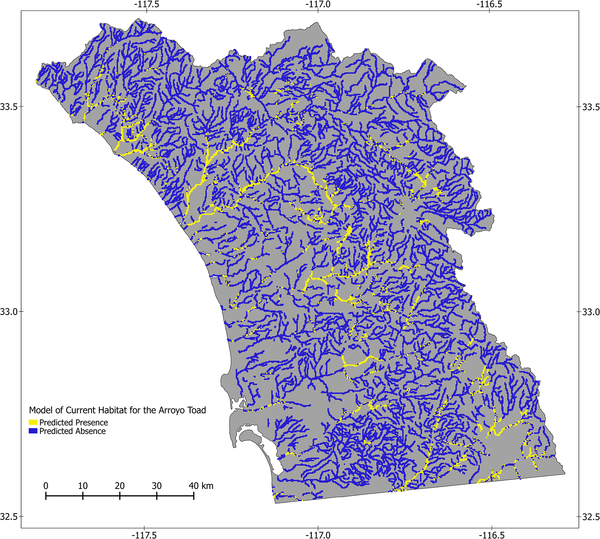 -117.5 -117.0 -116.5
33.5 33.5
33.0 33.0
Model of Current Habitat for the Arroyo Toad
Predicted Presence
Predicted Absence
0 10 20 30 40 km
32.5 32.5
-117.5 -117.0 -116.5